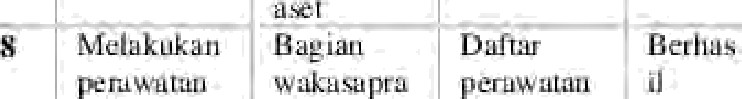 aset
8 Melakukan Bagian Daftar Berhas
perawatan wakasapra perawatan il